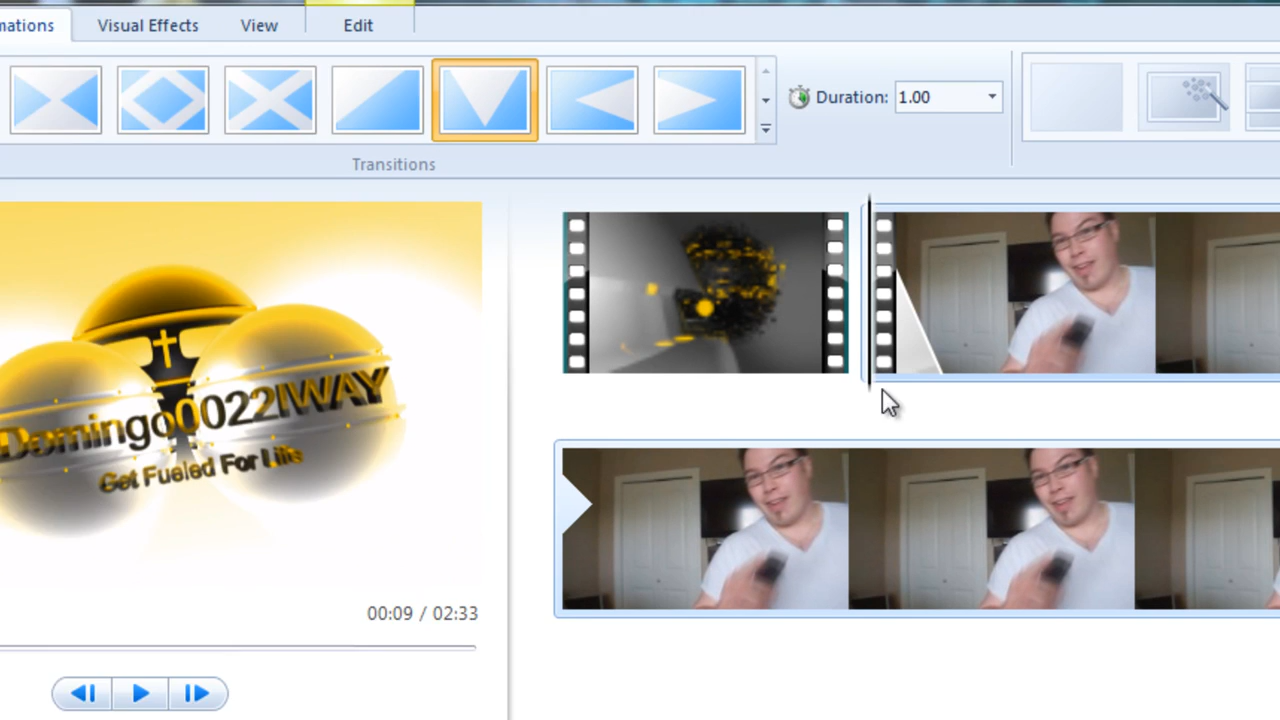 mations Visual Effects View Edit
Duration: 1.00
Transitions
Domingo0022IWAY
Get Fueled For Life
00:09 / 02:33